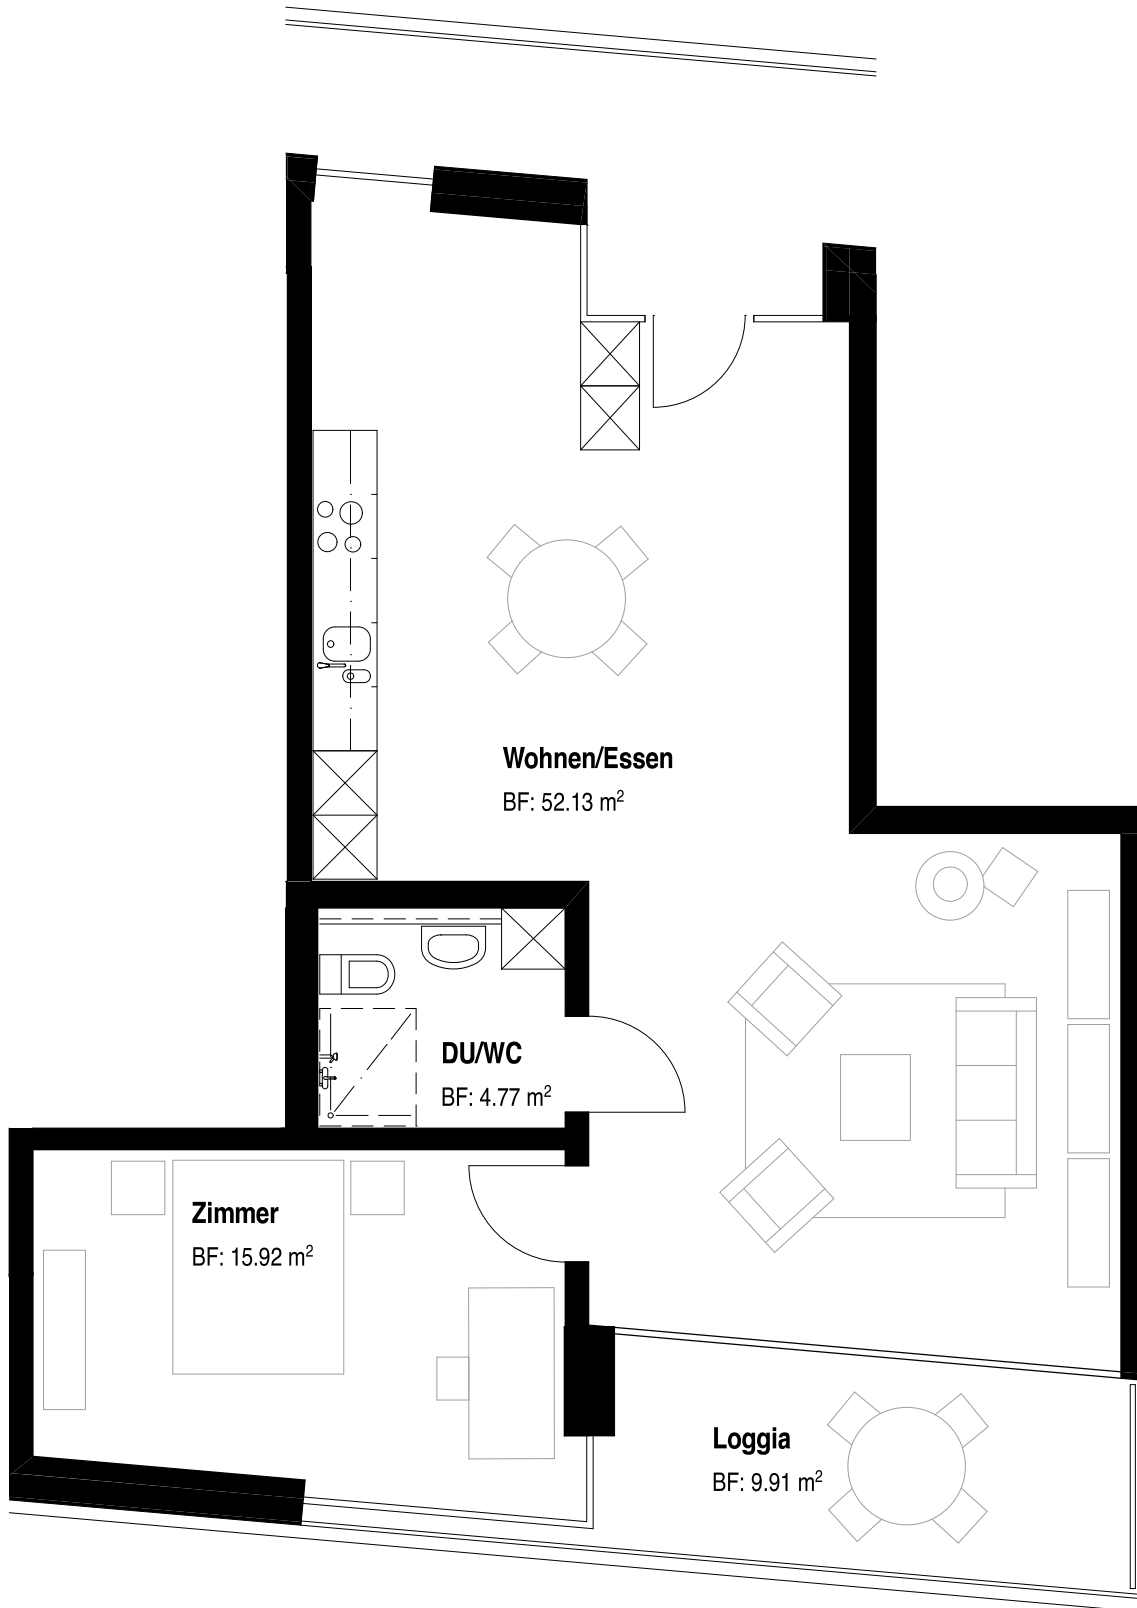 Wohnen/Essen
BF: 52.13 m²
DU/WC
BF: 4.77 m²
Zimmer
BF: 15.92 m²
Loggia
BF: 9.91 m²